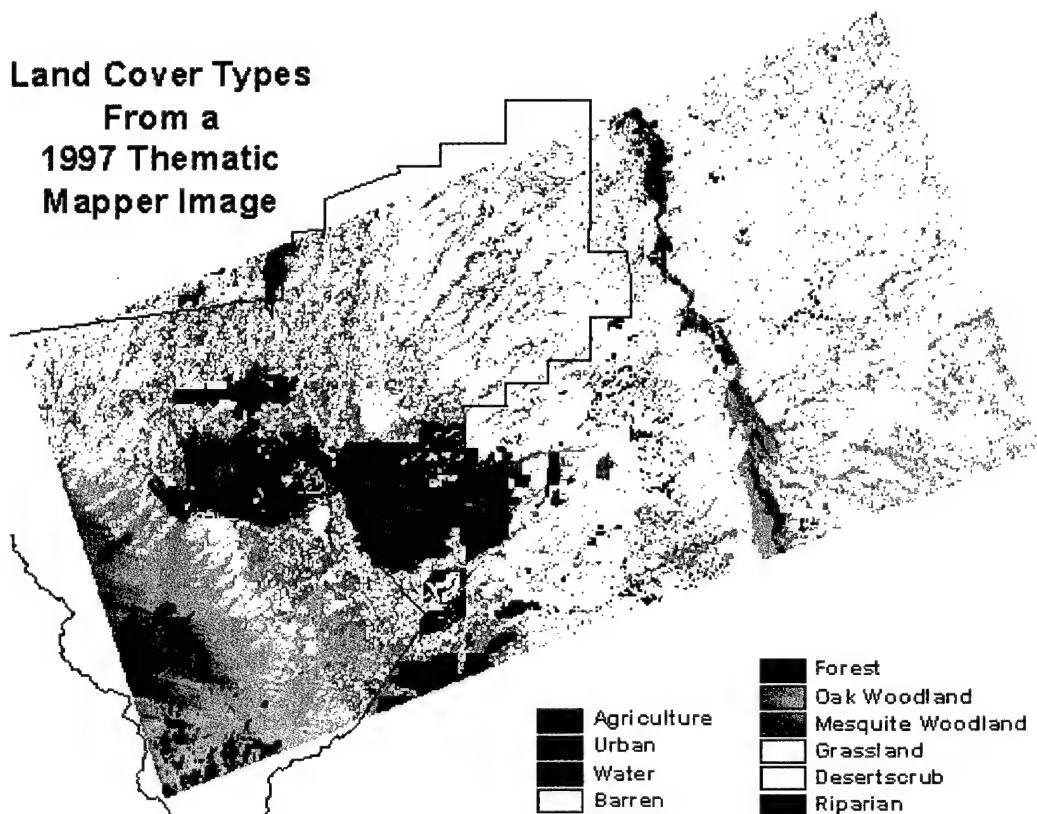 Land Cover Types
From a
1997 Thematic
Mapper Image
Agriculture
Urban
Water
Barren
Forest
Oak Woodland
Mesquite Woodland
Grassland
Desertscrub
Riparian